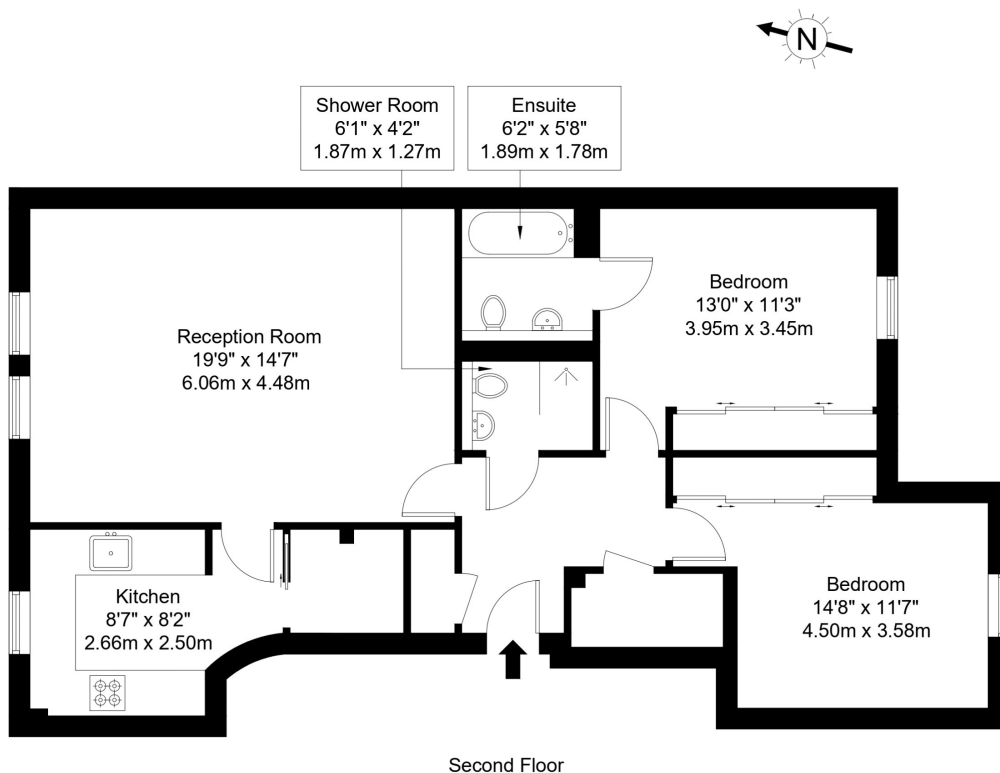 N
Shower Room
6'1" x 4'2"
1.87m x 1.27m
Ensuite
6'2" x 5'8"
1.89m x 1.78m
Reception Room
19'9" x 14'7"
6.06m x 4.48m
Bedroom
13'0" x 11'3"
3.95m x 3.45m
Kitchen
8'7" x 8'2"
2.66m x 2.50m
Bedroom
14'8" x 11'7"
4.50m x 3.58m
Second Floor